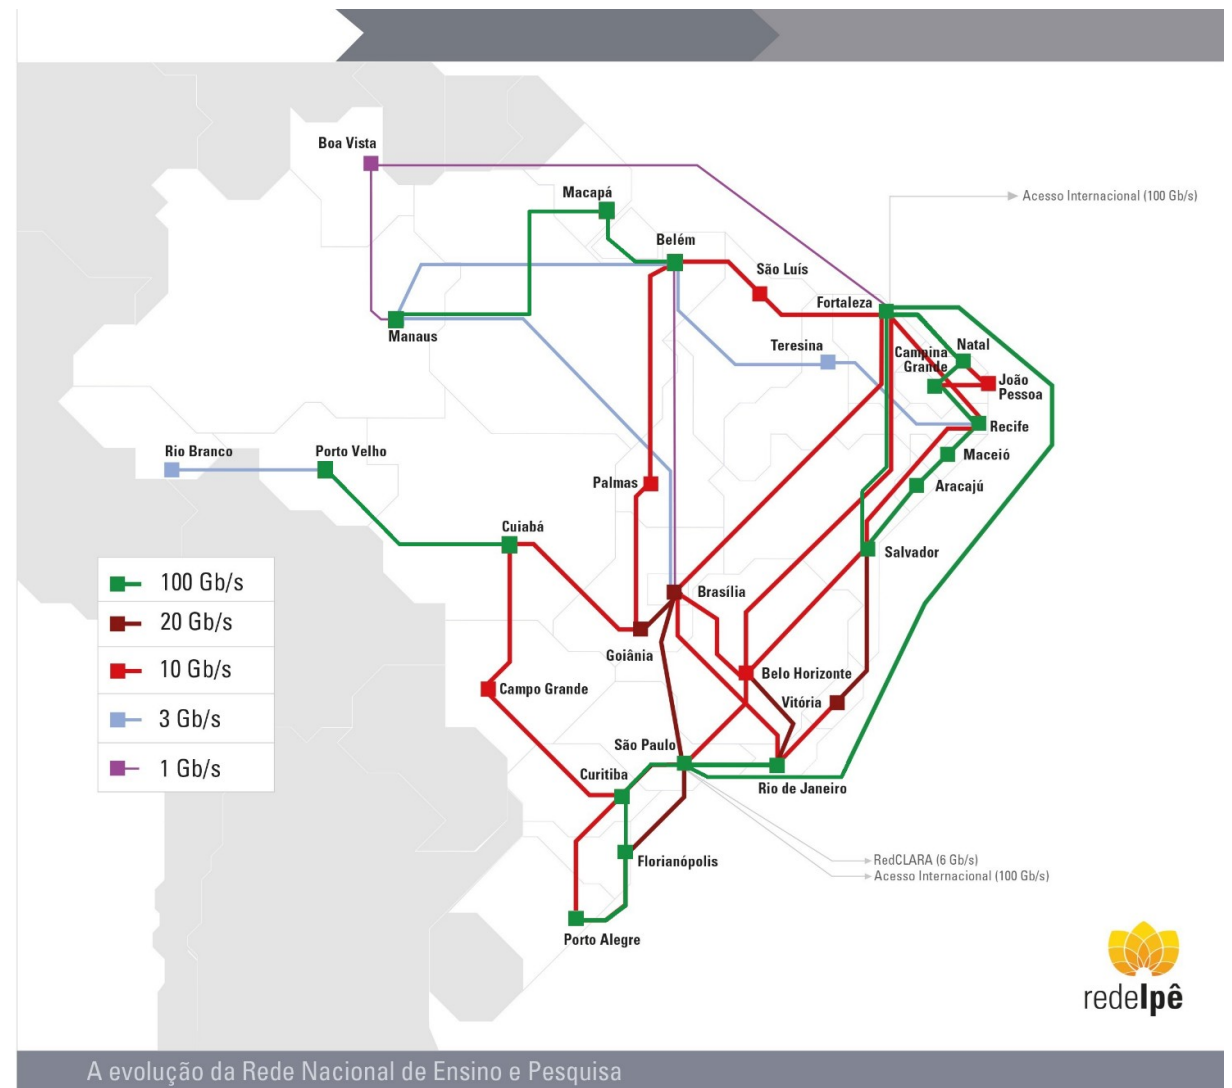 Boa Vista
Macapá
Acesso Internacional (100 Gb/s)
Belém
São Luís
Fortaleza
Manaus
Teresina
Campina
Grande
Natal
João
Pessoa
Recife
Rio Branco
Porto Velho
Maceió
Palmas
Aracajú
Cuiabá
Salvador
100 Gb/s
20 Gb/s
10 Gb/s
3 Gb/s
1 Gb/s
Brasília
Goiânia
Belo Horizonte
Campo Grande
Vitória
São Paulo
Curitiba
Rio de Janeiro
Florianópolis
RedCLARA (6 Gb/s)
Acesso Internacional (100 Gb/s)
Porto Alegre
redeIpê
A evolução da Rede Nacional de Ensino e Pesquisa